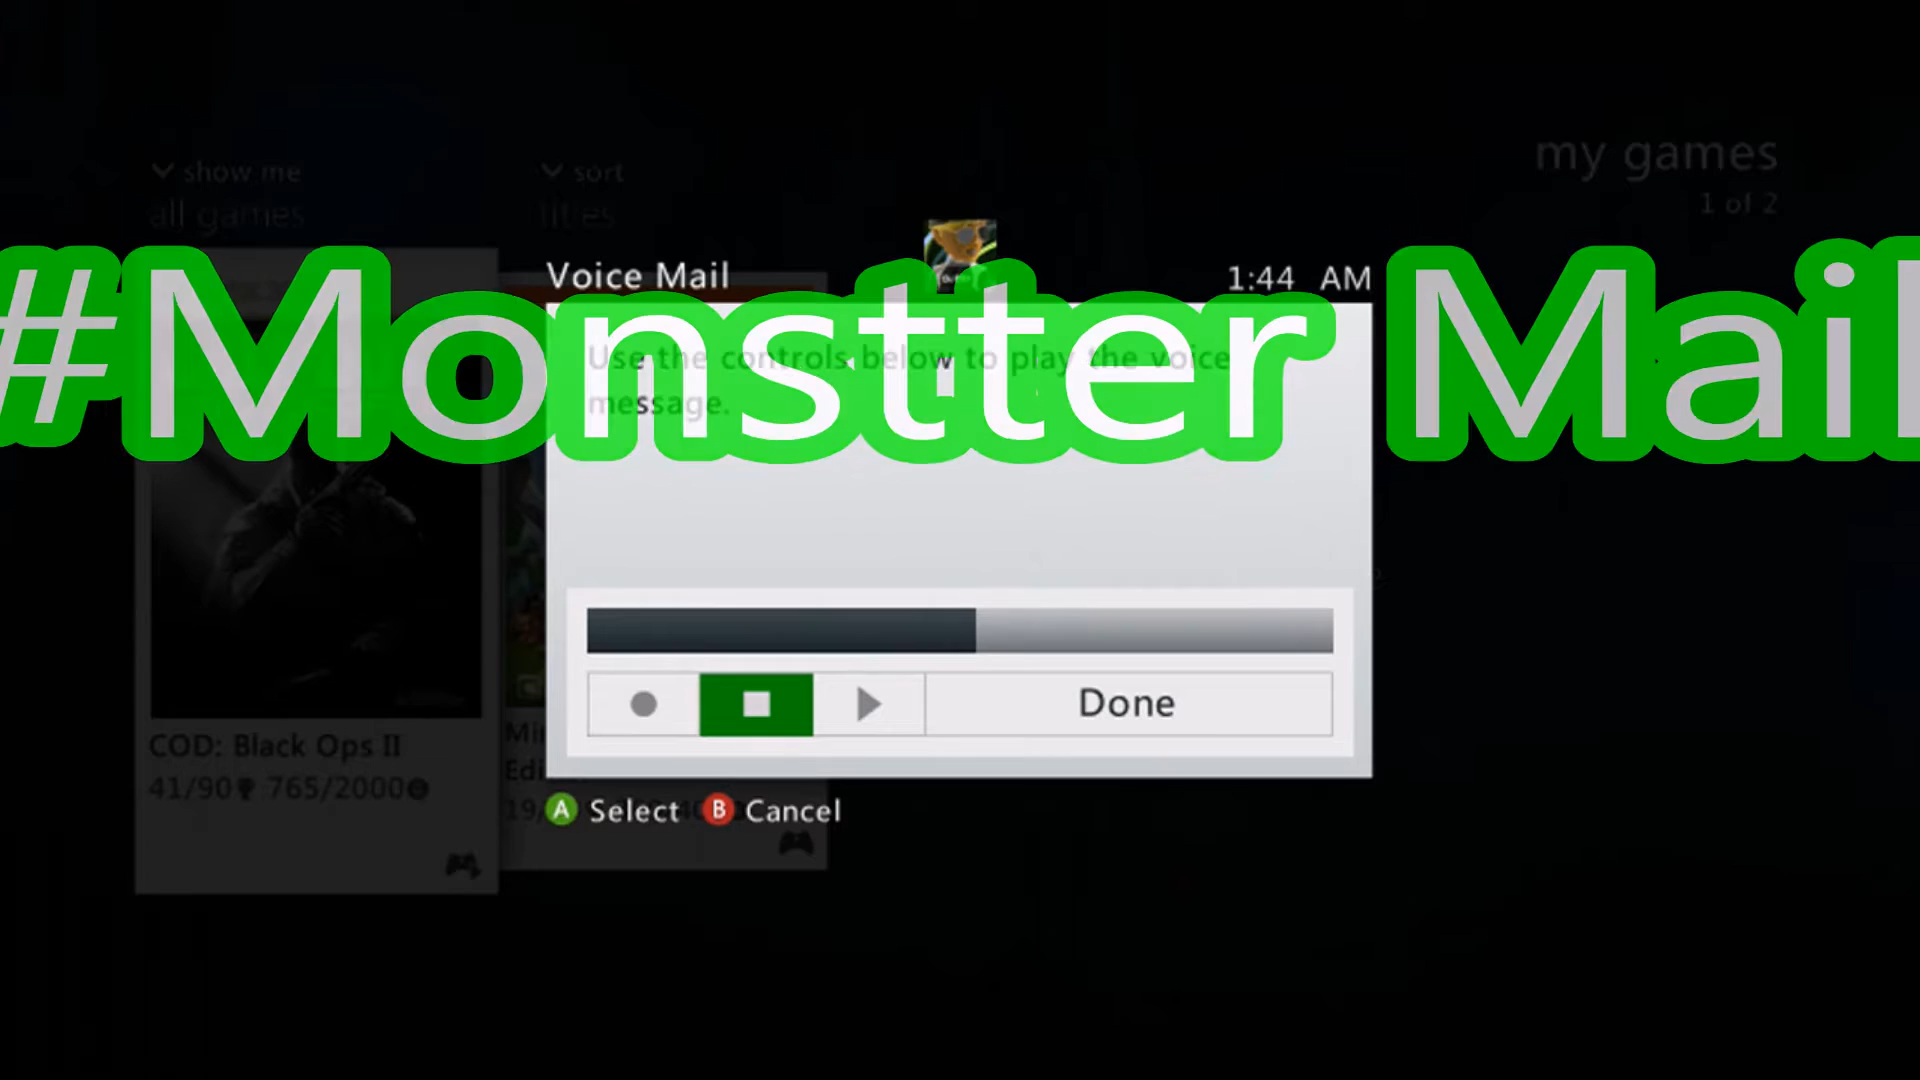 show me
all games
sort
titles
my games
1 of 2
Voice Mail
1:44 AM
#Monstter Mail
Use the controls below to play the voice
message.
Done
COD: Black Ops II
41/90 765/2000
Edi
19/
A Select B Cancel